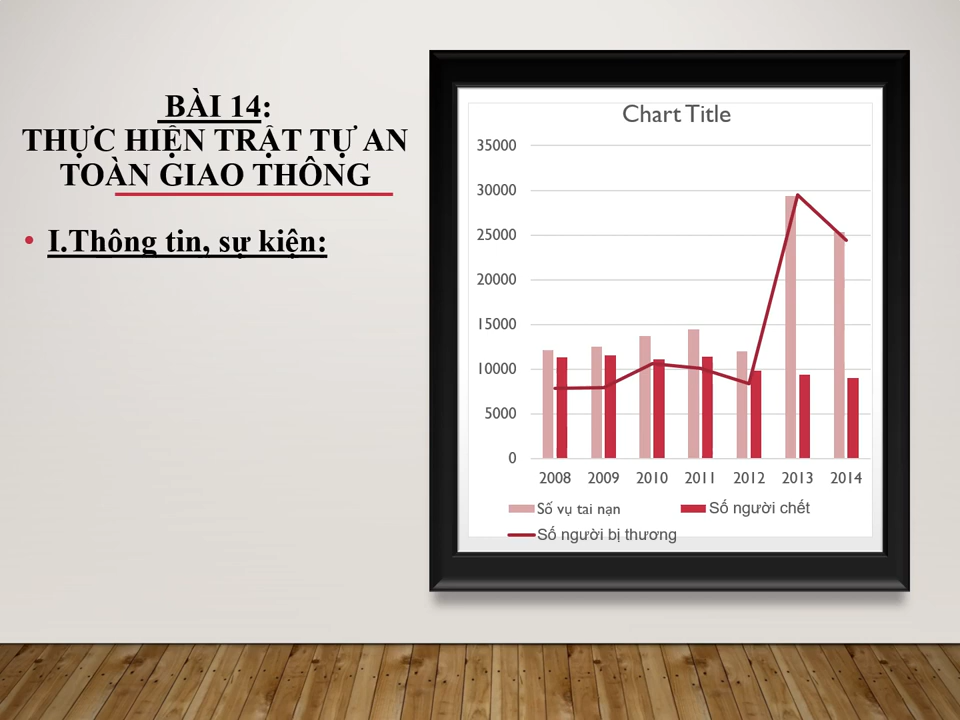 BÀI 14:
THỰC HIỆN TRẬT TỰ AN
TOÀN GIAO THÔNG
• I.Thông tin, sự kiện:
Chart Title
35000
30000
25000
20000
15000
10000
5000
0
2008 2009 2010 2011 2012 2013 2014
Số vụ tai nạn Số người chết
Số người bị thương